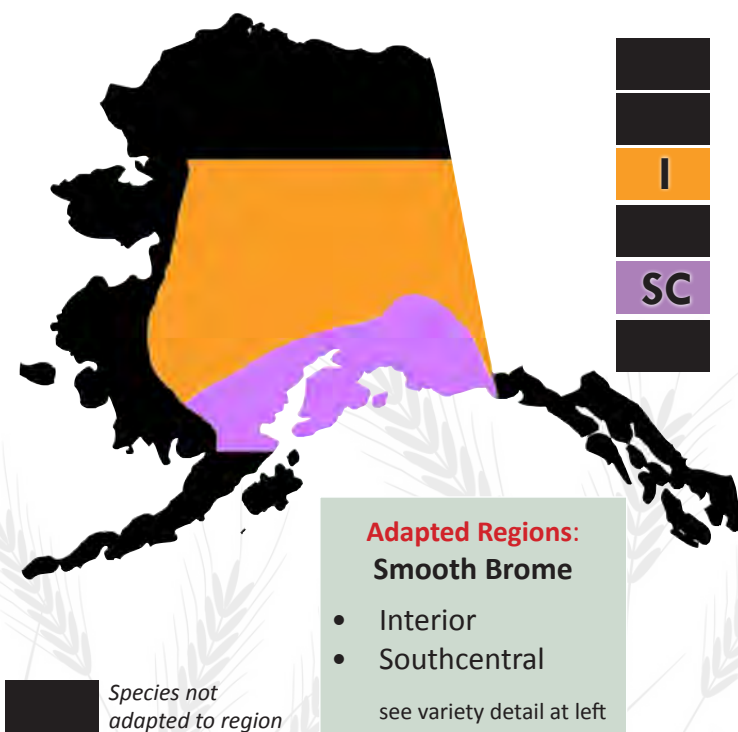 I
SC
Adapted Regions:
Smooth Brome
• Interior
• Southcentral
see variety detail at left
Species not
adapted to region